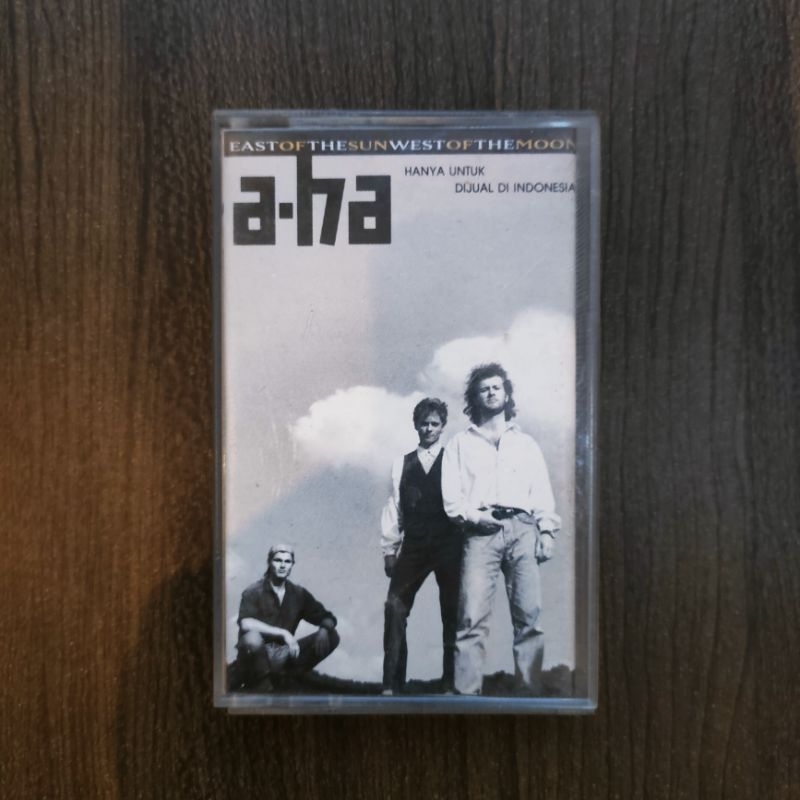 EASTOFTHESUNWESTOFTHEMOON
a-ha
HANYA UNTUK
DIJUAL DI INDONESIA